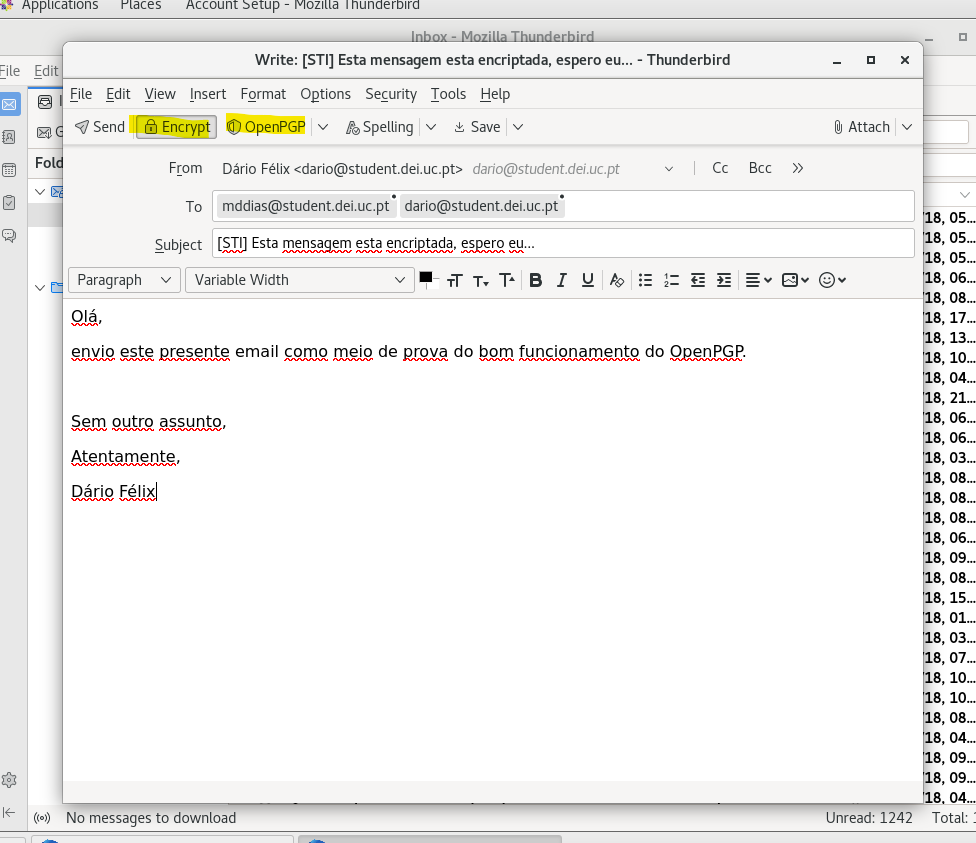 Applications Places Account Setup - Mozilla Thunderbird
Inbox - Mozilla Thunderbird
Write: [STI] Esta mensagem esta encriptada, espero eu... - Thunderbird
File Edit
File Edit View Insert Format Options Security Tools Help
Send Encrypt OpenPGP Spelling Save Attach
Fold
From Dário Félix <dario@student.dei.uc.pt> dario@student.dei.uc.pt Cc Bcc
To mddias@student.dei.uc.pt dario@student.dei.uc.pt
Subject [STI] Esta mensagem esta encriptada, espero eu...
Paragraph Variable Width
Olá,
envio este presente email como meio de prova do bom funcionamento do OpenPGP.
Sem outro assunto,
Atentamente,
Dário Félix
/18, 05...
/18, 05...
/18, 05...
/18, 06...
/18, 08...
/18, 17...
/18, 13...
/18, 10...
/18, 04...
/18, 21...
/18, 06...
/18, 06...
/18, 03...
/18, 08...
/18, 08...
/18, 08...
/18, 06...
/18, 09...
/18, 08...
/18, 15...
/18, 01...
/18, 03...
/18, 07...
/18, 10...
/18, 10...
/18, 08...
/18, 04...
/18, 09...
/18, 09...
/18, 04...
No messages to download Unread: 1242 Total: